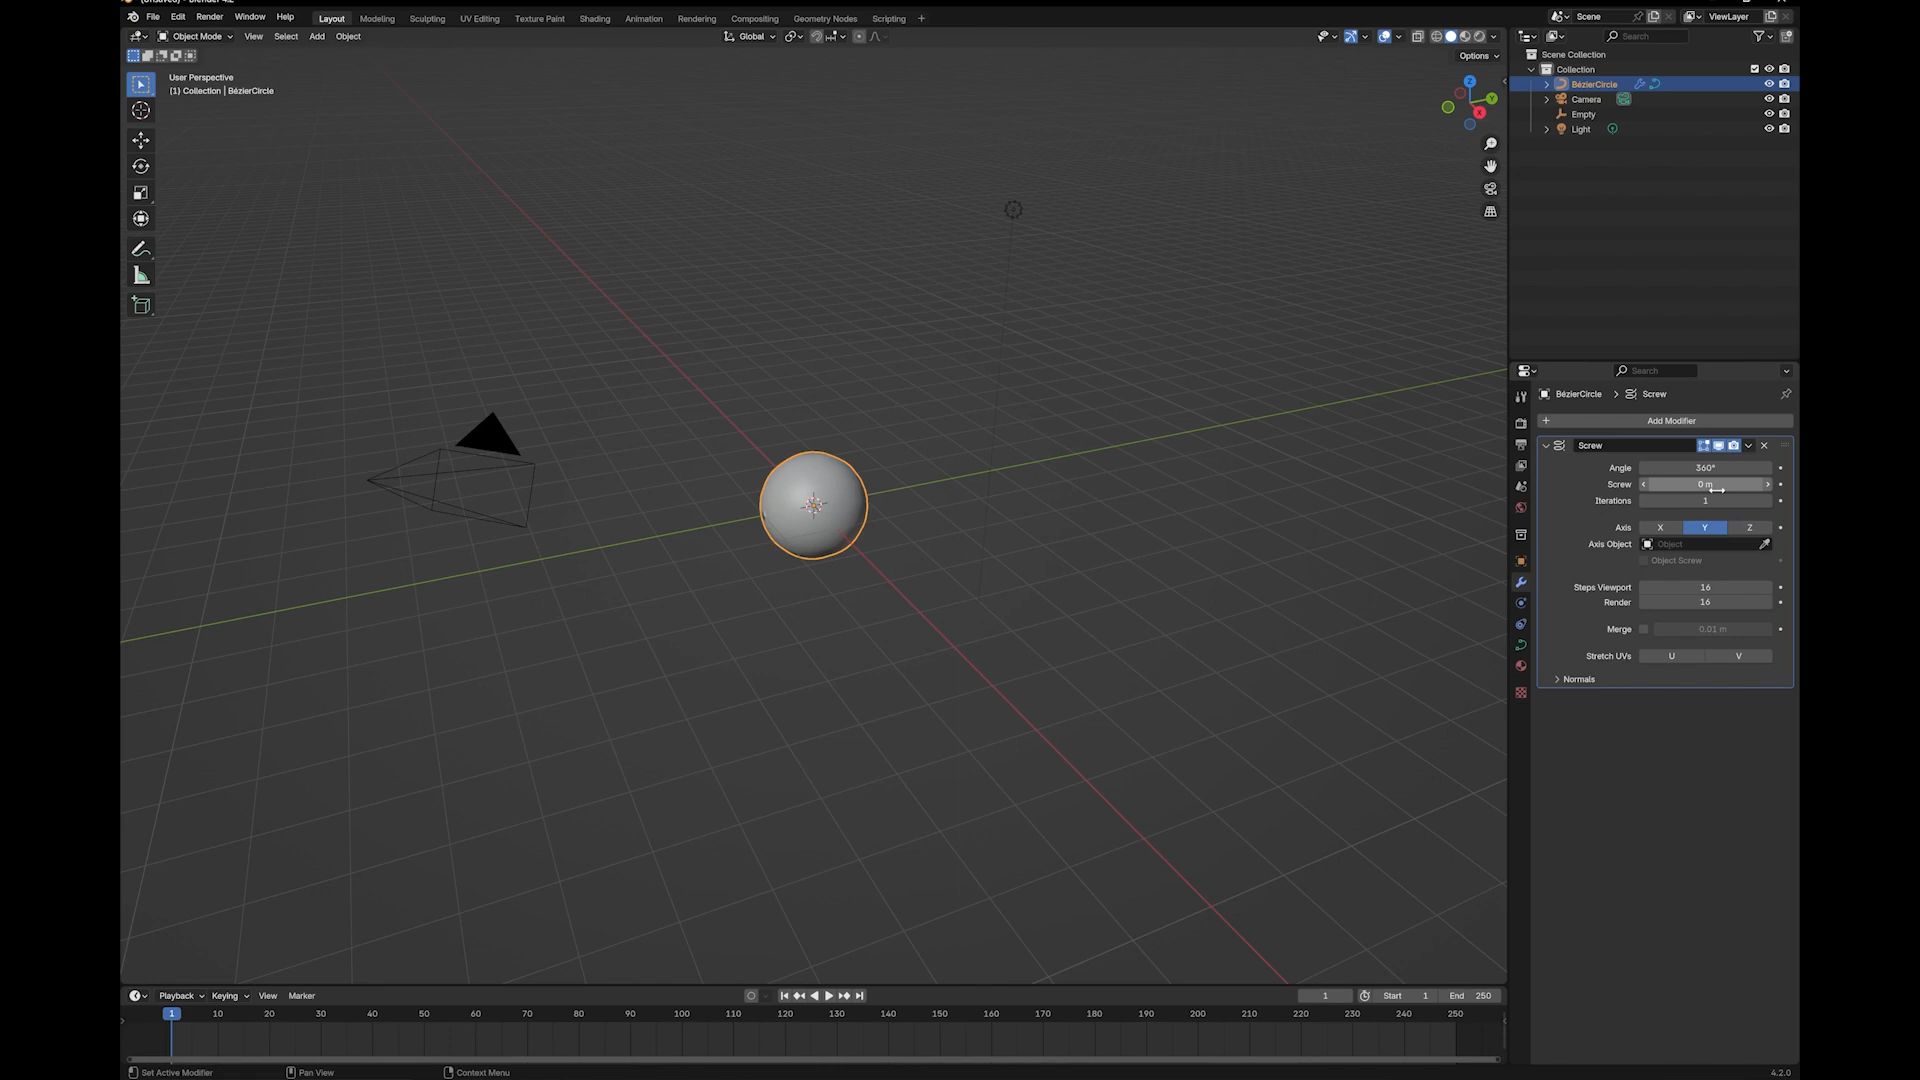 File Edit Render Window Help Layout Modeling Sculpting UV Editing Texture Paint Shading Animation Rendering Compositing Geometry Nodes Scripting + Scene ViewLayer
Object Mode View Select Add Object Global Search
Options
User Perspective
(1) Collection | BézierCircle
Z
Y
X
Scene Collection
Collection
BézierCircle
Camera
Empty
Light
Search
BézierCircle > Screw
+ Add Modifier
Screw
Angle 360°
Screw 0 m
Iterations 1
Axis X Y Z
Axis Object Object
Object Screw
Steps Viewport 16
Render 16
Merge 0.01 m
Stretch UVs U V
Normals
Playback Keying View Marker 1 Start 1 End 250
1 10 20 30 40 50 60 70 80 90 100 110 120 130 140 150 160 170 180 190 200 210 220 230 240 250
Set Active Modifier Pan View Context Menu 4.2.0